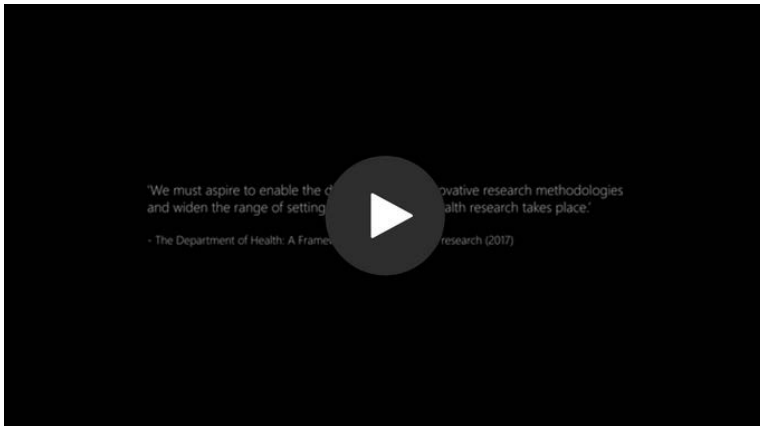 'We must aspire to enable the ovative research methodologies
and widen the range of setting alth research takes place.'
- The Department of Health: A Frame research (2017)